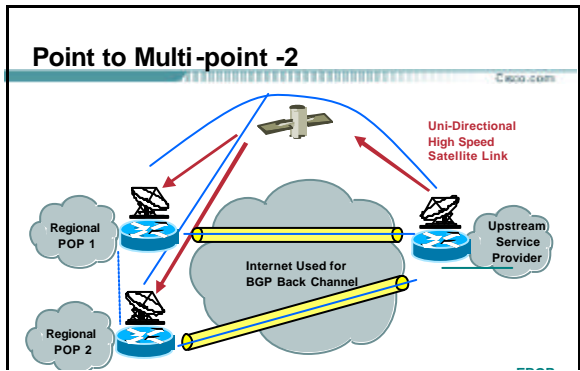 Point to Multi-point -2
Cisco.com
Uni-Directional
High Speed
Satellite Link
Regional
POP 1
Upstream
Service
Provider
Internet Used for
BGP Back Channel
Regional
POP 2